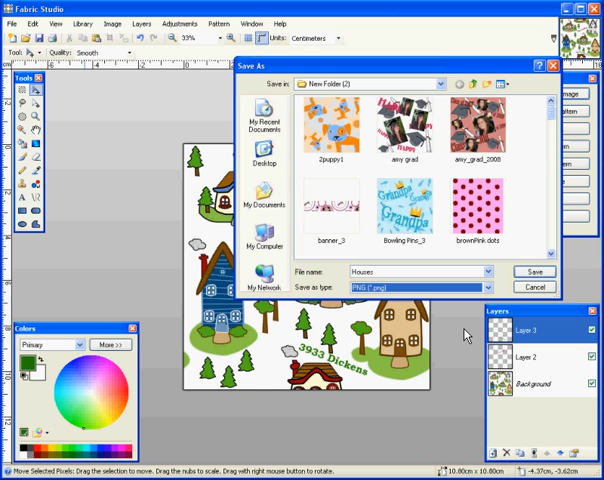 Fabric Studio
File Edit View Library Image Layers Adjustments Pattern Window Help
33% Units: Centimeters
Tool: Quality: Smooth
Tools
Save As
Save in: New Folder (2)
My Recent Documents
Desktop
My Documents
My Computer
My Network
2puppy1
amy grad
amy_grad_2008
banner_3
Bowling Pins_3
brownPink dots
File name: Houses
Save
Save as type: PNG (*.png)
Cancel
Colors
Primary
More >>
3933 Dickens
Layers
Layer 3
Layer 2
Background
Move Selected Pixels: Drag the selection to move. Drag the nubs to scale. Drag with right mouse button to rotate.
10.80cm x 10.80cm
-4.37cm, -3.62cm